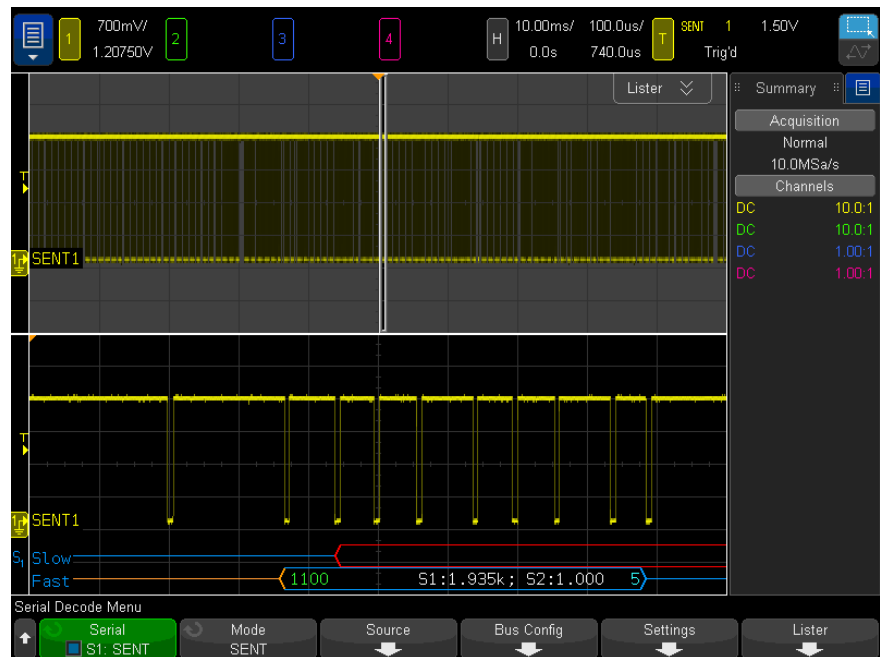 1 700mV/ 1.20750V 2 3 4 H 10.00ms/ 0.0s 100.0us/ 740.0us T SENT 1 1.50V Trig'd
Lister
Summary
Acquisition
Normal
10.0MSa/s
Channels
DC 10.0:1
DC 10.0:1
DC 1.00:1
DC 1.00:1
T
1 SENT1
T
1 SENT1
S1 Slow
Fast 1100 S1:1.935k; S2:1.000 5
Serial Decode Menu
Serial Mode Source Bus Config Settings Lister
S1: SENT SENT